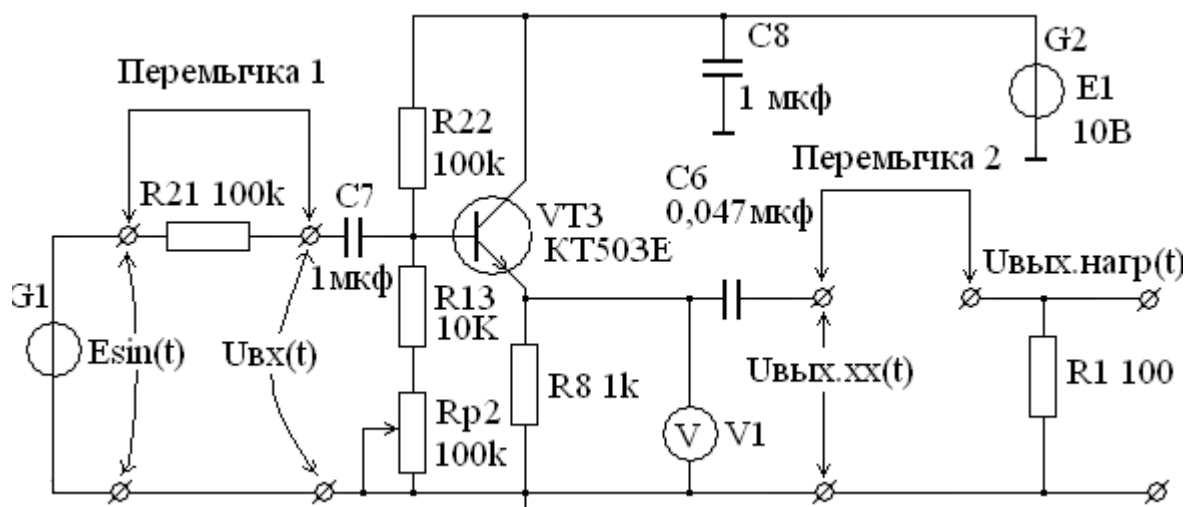 Перемычка 1
C8
1 мкф
G2
E1
10В
R22
100k
Перемычка 2
R21 100k
C7
1мкф
VT3
КТ503Е
C6
0,047мкф
Uвых.нагр(t)
G1
Esin(t)
Uвх(t)
R13
10K
R8 1k
Uвых.хх(t)
R1 100
Rp2
100k
V
V1